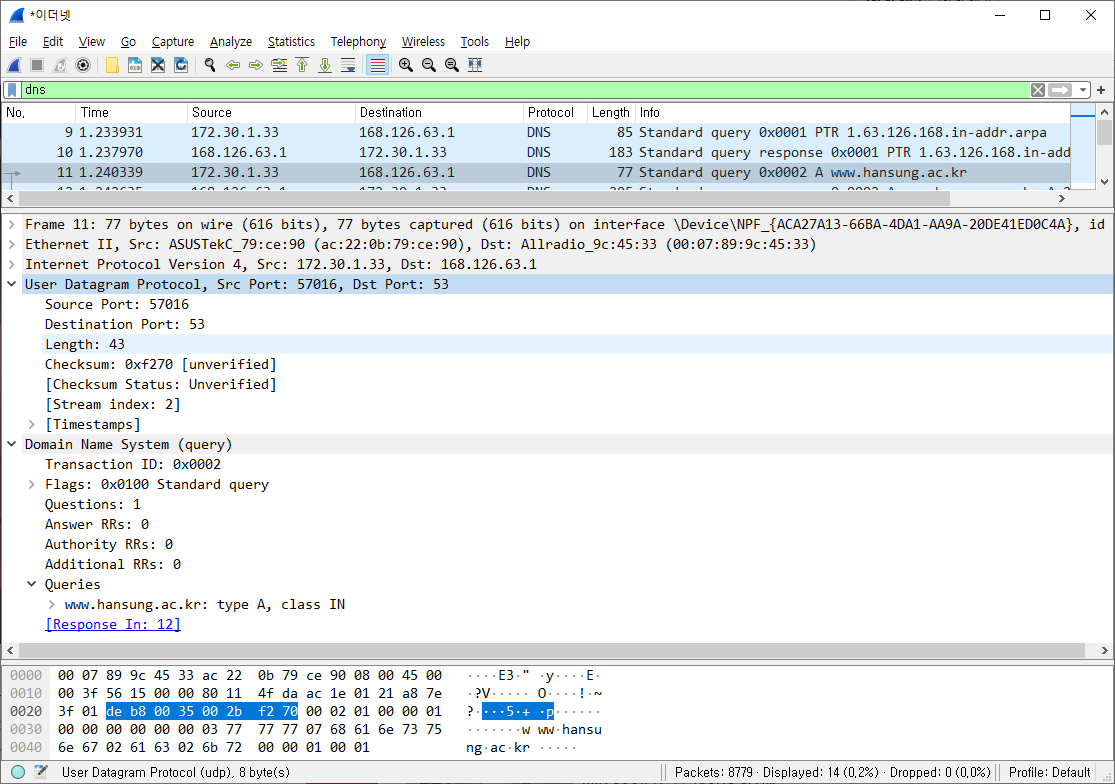 *이더넷
File Edit View Go Capture Analyze Statistics Telephony Wireless Tools Help
dns
No. Time Source Destination Protocol Length Info
9 1.233931 172.30.1.33 168.126.63.1 DNS 85 Standard query 0x0001 PTR 1.63.126.168.in-addr.arpa
10 1.237970 168.126.63.1 172.30.1.33 DNS 183 Standard query response 0x0001 PTR 1.63.126.168.in-add
11 1.240339 172.30.1.33 168.126.63.1 DNS 77 Standard query 0x0002 A www.hansung.ac.kr
Frame 11: 77 bytes on wire (616 bits), 77 bytes captured (616 bits) on interface \Device\NPF_{ACA27A13-66BA-4DA1-AA9A-20DE41ED0C4A}, id
Ethernet II, Src: ASUSTekC_79:ce:90 (ac:22:0b:79:ce:90), Dst: Allradio_9c:45:33 (00:07:89:9c:45:33)
Internet Protocol Version 4, Src: 172.30.1.33, Dst: 168.126.63.1
User Datagram Protocol, Src Port: 57016, Dst Port: 53
Source Port: 57016
Destination Port: 53
Length: 43
Checksum: 0xf270 [unverified]
[Checksum Status: Unverified]
[Stream index: 2]
[Timestamps]
Domain Name System (query)
Transaction ID: 0x0002
Flags: 0x0100 Standard query
Questions: 1
Answer RRs: 0
Authority RRs: 0
Additional RRs: 0
Queries
www.hansung.ac.kr: type A, class IN
[Response In: 12]
0000 00 07 89 9c 45 33 ac 22 0b 79 ce 90 08 00 45 00 ····E3·" ·y····E·
0010 00 3f 56 15 00 00 80 11 4f da ac 1e 01 21 a8 7e ·?V····· O····!·~
0020 3f 01 de b8 00 35 00 2b f2 70 00 02 01 00 00 01 ?····5·+ ·p······
0030 00 00 00 00 00 00 03 77 77 77 07 68 61 6e 73 75 ·······w ww·hansu
0040 6e 67 02 61 63 02 6b 72 00 00 01 00 01 ng·ac·kr ·····
User Datagram Protocol (udp), 8 byte(s) Packets: 8779 · Displayed: 14 (0,2%) · Dropped: 0 (0,0%) Profile: Default